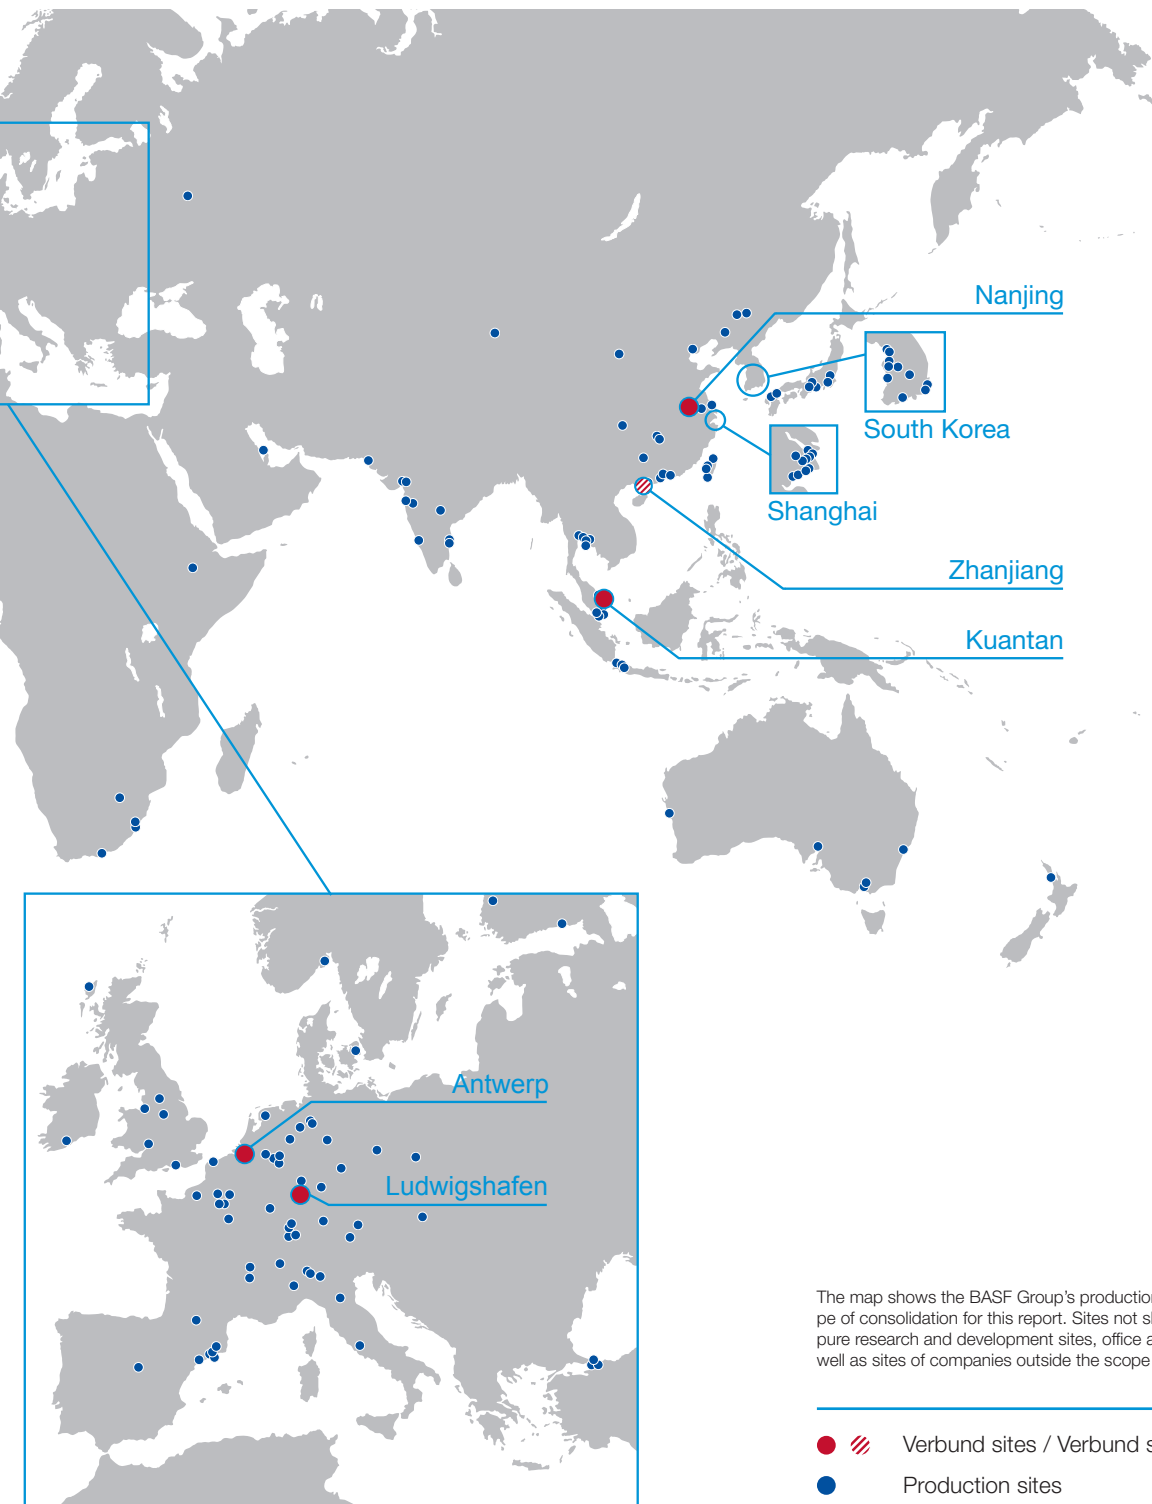 Nanjing
South Korea
Shanghai
Zhanjiang
Kuantan
Antwerp
Ludwigshafen
The map shows the BASF Group’s production
pe of consolidation for this report. Sites not s
pure research and development sites, office a
well as sites of companies outside the scope
Verbund sites / Verbund s
Production sites